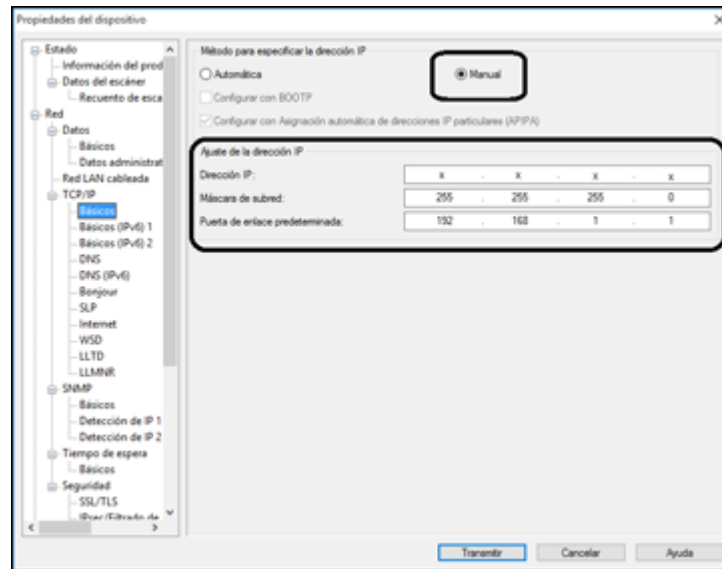 Propiedades del dispositivo
Estado
Información del prod
Datos del escáner
Recuento de esca
Red
Datos
Básicos
Datos administrat
Red LAN cableada
TCP/IP
Básicos
Básicos (IPv6) 1
Básicos (IPv6) 2
DNS
DNS (IPv6)
Bonjour
SLP
Internet
WSD
LLTD
LLMNR
SNMP
Básicos
Detección de IP 1
Detección de IP 2
Tiempo de espera
Básicos
Seguridad
SSL/TLS
IPsec/Filtrado de
Método para especificar la dirección IP
Automática
Manual
Configurar con BOOTP
Configurar con Asignación automática de direcciones IP particulares (APIPA)
Ajuste de la dirección IP
Dirección IP: x . x . x . x
Máscara de subred: 255 . 255 . 255 . 0
Puerta de enlace predeterminada: 192 . 168 . 1 . 1
Transmitir Cancelar Ayuda